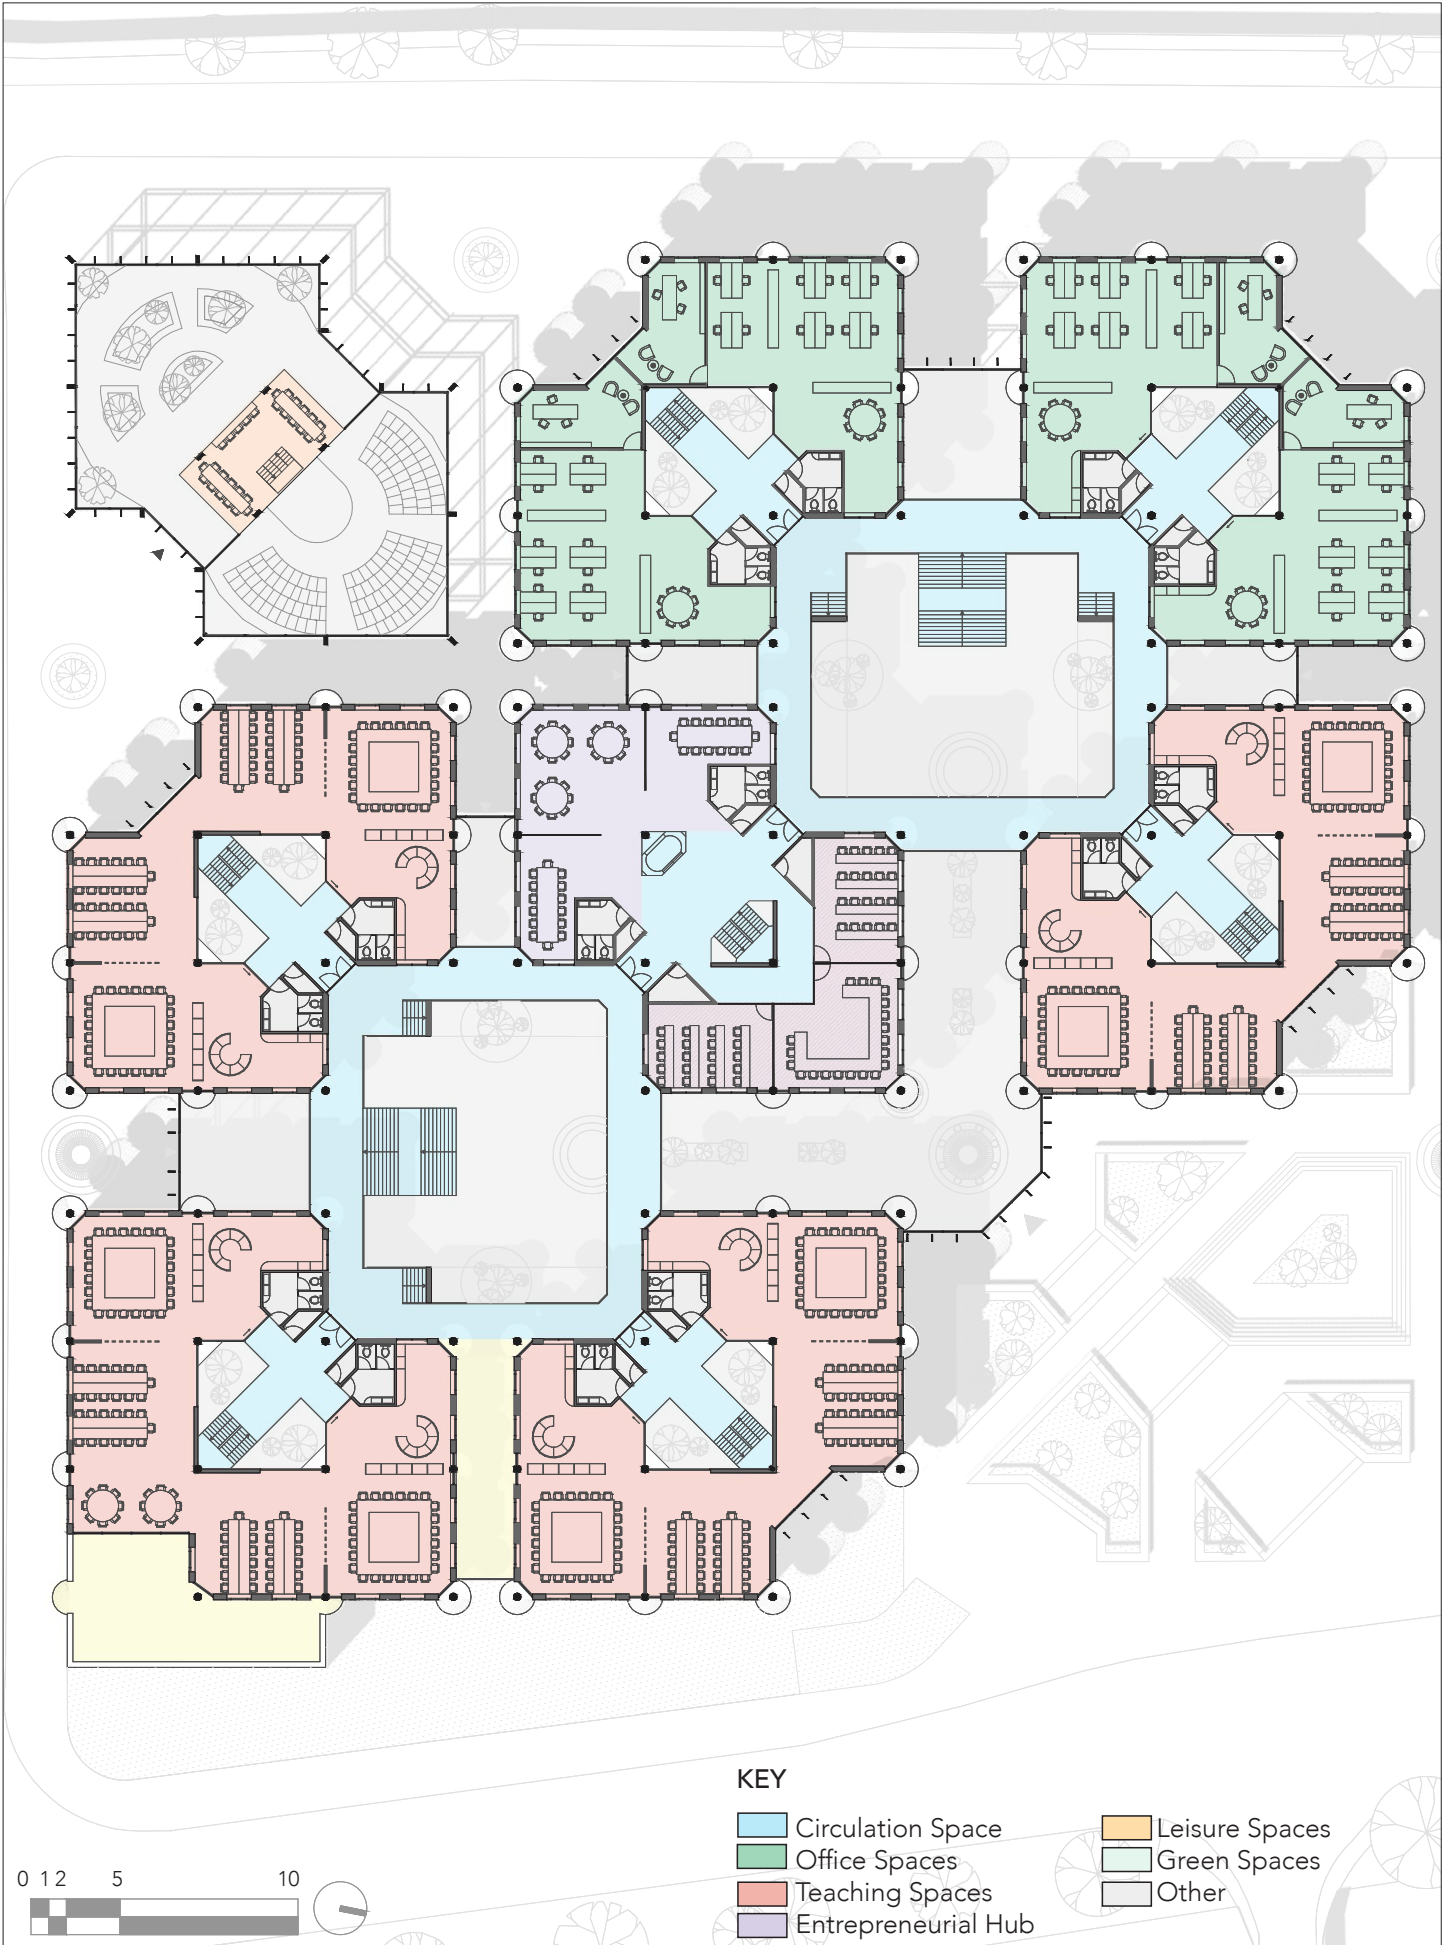 KEY
Circulation Space
Office Spaces
Teaching Spaces
Entrepreneurial Hub
Leisure Spaces
Green Spaces
Other
0 1 2 5 10